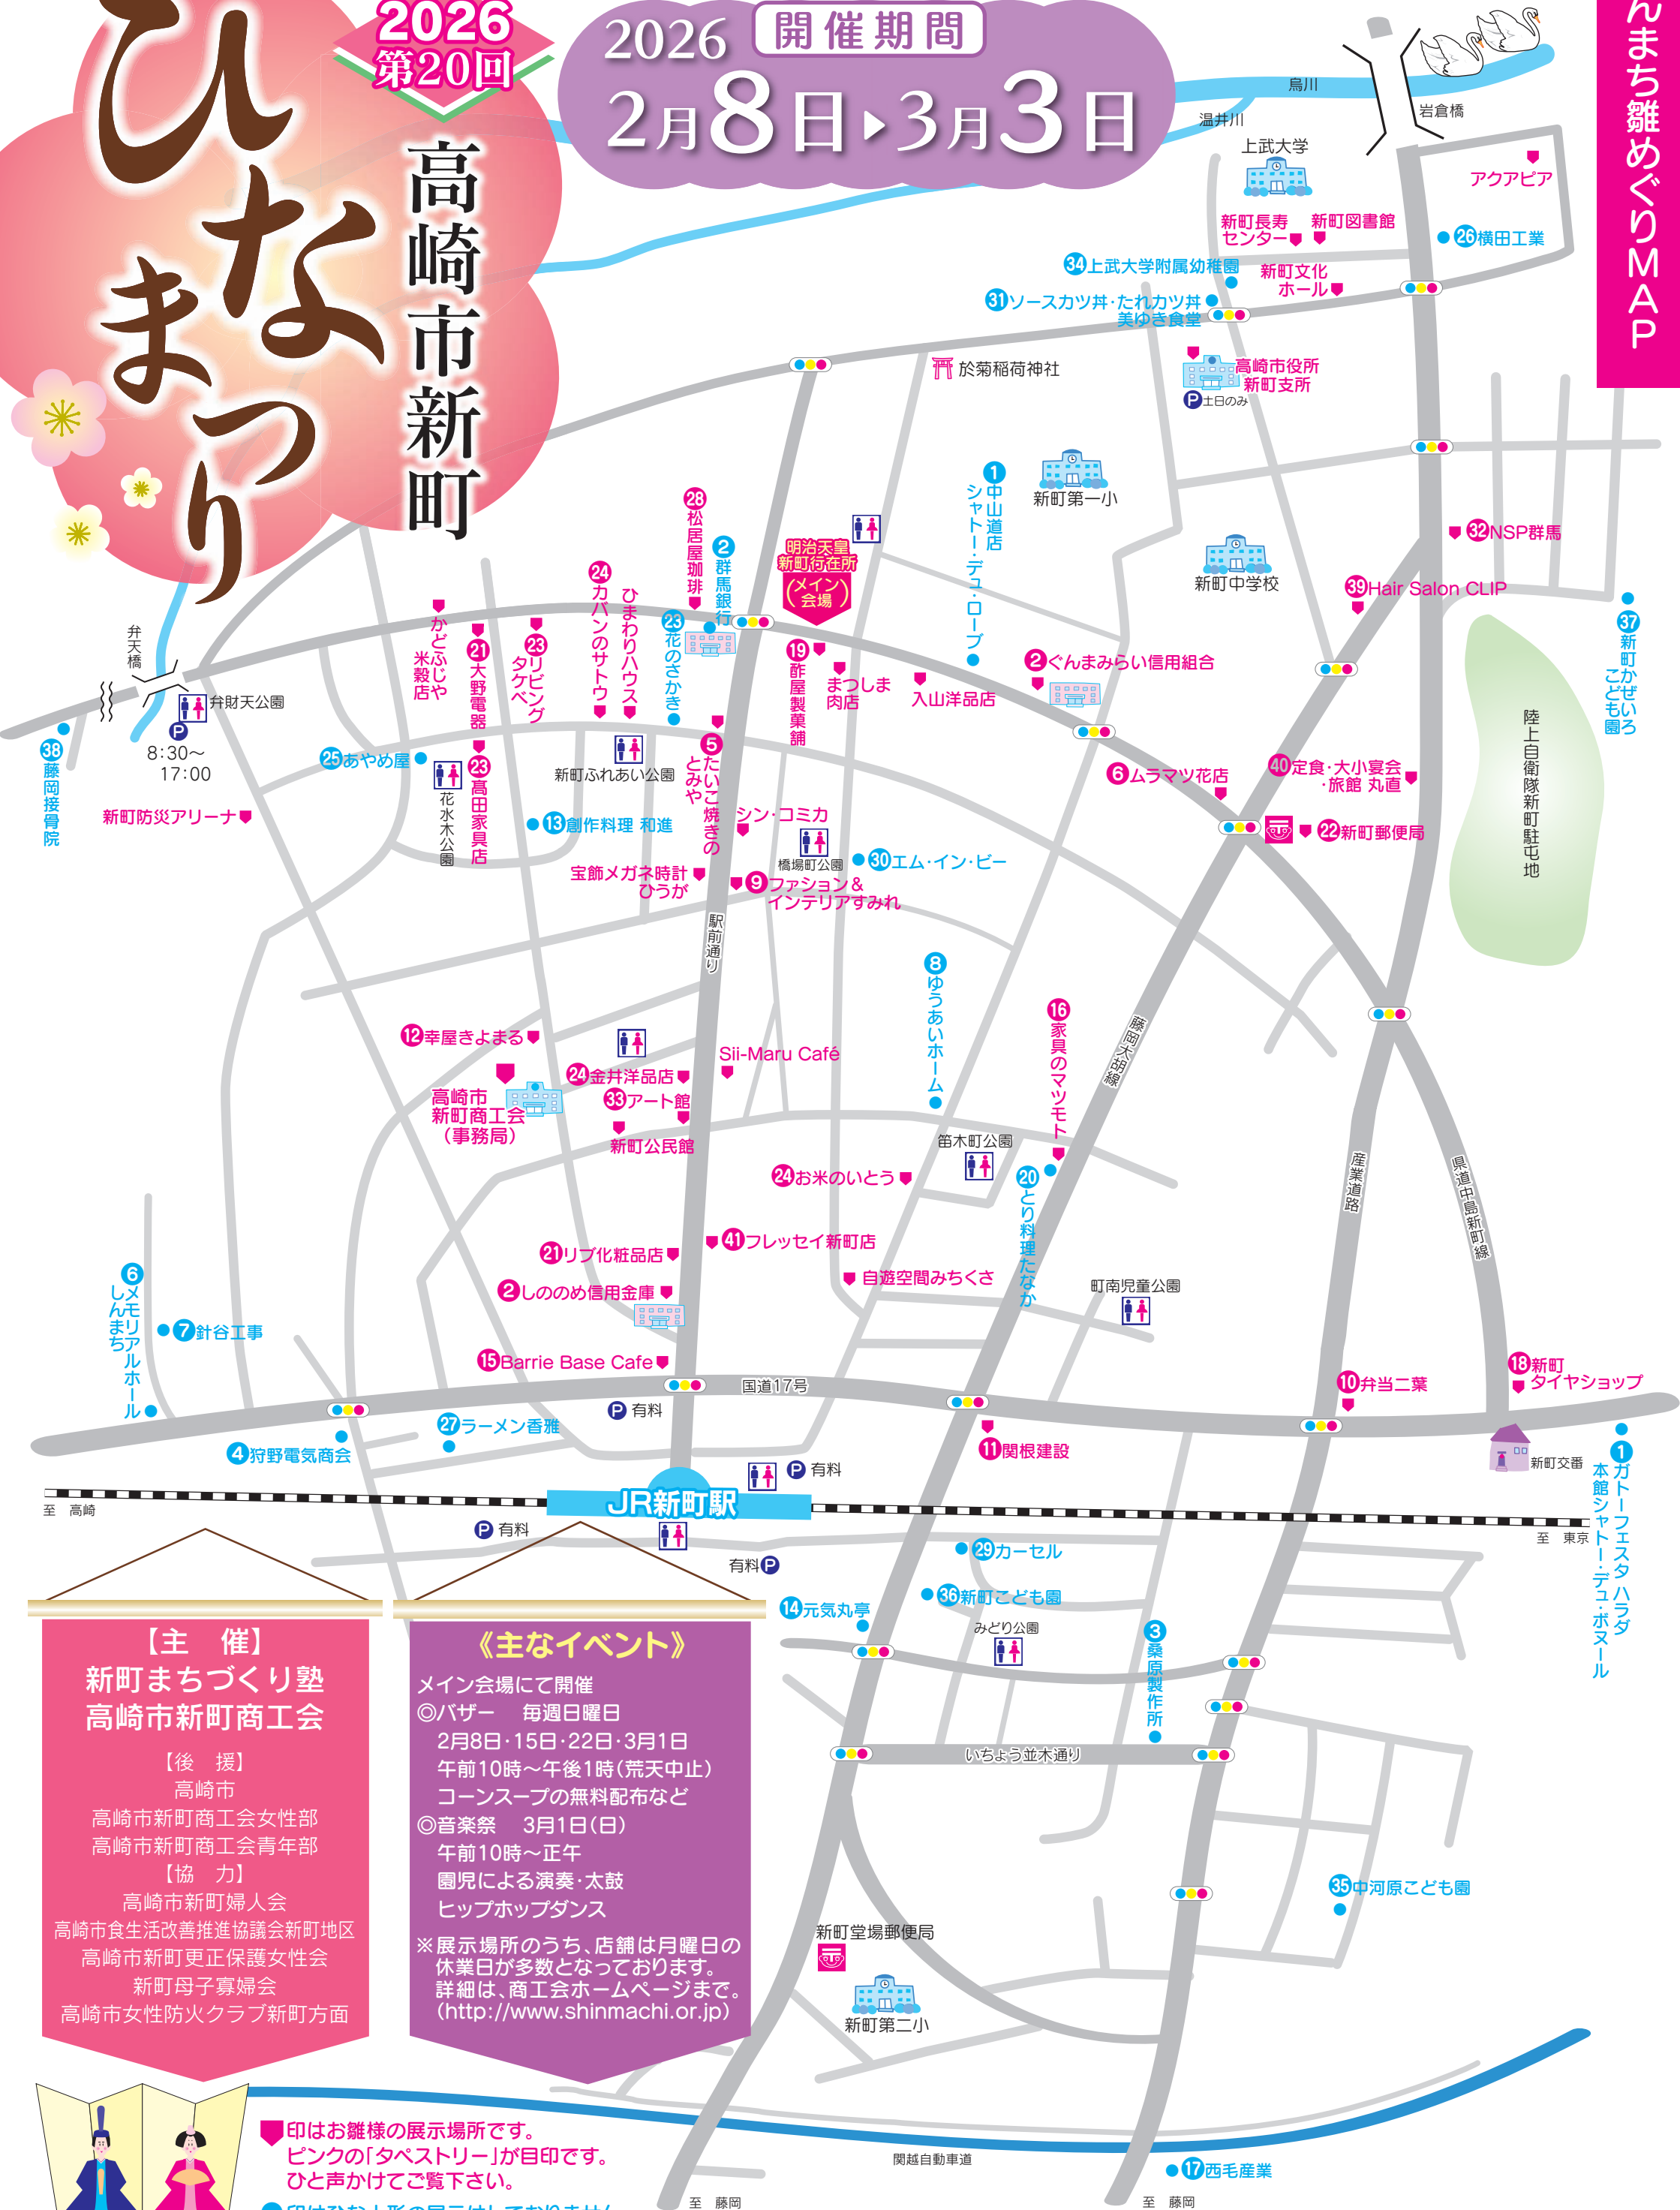 ひなまつり
2026
第20回
高崎市新町
2026
開催期間
2月8日▶3月3日
んまち雛めぐりMAP
烏川
温井川
岩倉橋
上武大学
アクアピア
新町長寿
センター
新町図書館
㉖横田工業
㉞上武大学附属幼稚園
新町文化
ホール
㉛ソースカツ丼・たれカツ丼
美ゆき食堂
於菊稲荷神社
高崎市役所
新町支所
P土日のみ
①中山道店
シャトー・デュ・ローブ
新町第一小
新町中学校
㉜NSP群馬
㊴Hair Salon CLIP
㊲新町かぜいろ
こども園
㉘松居屋珈琲
②群馬銀行
明治天皇
新町行在所
(メイン
会場)
㉔カバンのサトウ
ひまわりハウス
㉓花のさかき
弁天橋
かどふじや
米穀店
㉑大野電器
㉓リビング
タケベ
⑲酢屋製菓舗
まつしま
肉店
入山洋品店
②ぐんまみらい信用組合
弁財天公園
P
8:30～
17:00
㊳藤岡接骨院
㉕あやめ屋
㉓髙田家具店
花水木公園
新町ふれあい公園
⑤たいこ焼きの
とみや
⑥ムラマツ花店
㊵定食・大小宴会
・旅館 丸直
陸上自衛隊新町駐屯地
新町防災アリーナ
⑬創作料理 和進
シン・コミカ
橋場町公園
㉚エム・イン・ビー
㉒新町郵便局
宝飾メガネ時計
ひうが
⑨ファション＆
インテリアすみれ
駅前通り
⑧ゆうあいホーム
⑯家具のマツモト
藤岡大胡線
⑫幸屋きよまる
Sii-Maru Café
㉔金井洋品店
㉝アート館
高崎市
新町商工会
(事務局)
新町公民館
笛木町公園
㉔お米のいとう
⑳とり料理たなか
産業道路
県道中島新町線
㉑リブ化粧品店
㊶フレッセイ新町店
②しののめ信用金庫
自遊空間みちくさ
町南児童公園
⑥メモリアルホール
しんまち
⑦針谷工事
⑮Barrie Base Cafe
国道17号
⑩弁当二葉
⑱新町
タイヤショップ
P 有料
㉗ラーメン香雅
④狩野電気商会
⑪関根建設
新町交番
①ガトーフェスタ ハラダ
本館シャトー・デュ・ボヌール
P 有料
JR新町駅
至　高崎
至　東京
P 有料
有料P
㉙カーセル
㊱新町こども園
⑭元気丸亭
みどり公園
③桑原製作所
いちょう並木通り
㉟中河原こども園
新町堂場郵便局
新町第二小
関越自動車道
⑰西毛産業
至　藤岡
至　藤岡
【主　催】
新町まちづくり塾
高崎市新町商工会
【後　援】
高崎市
高崎市新町商工会女性部
高崎市新町商工会青年部
【協　力】
高崎市新町婦人会
高崎市食生活改善推進協議会新町地区
高崎市新町更正保護女性会
新町母子寡婦会
高崎市女性防火クラブ新町方面
《主なイベント》
メイン会場にて開催
◎バザー　毎週日曜日
2月8日・15日・22日・3月1日
午前10時～午後1時(荒天中止)
コーンスープの無料配布など
◎音楽祭　3月1日(日)
午前10時～正午
園児による演奏・太鼓
ヒップホップダンス
※展示場所のうち、店舗は月曜日の
休業日が多数となっております。
詳細は、商工会ホームページまで。
(http://www.shinmachi.or.jp)
印はお雛様の展示場所です。
ピンクの「タペストリー」が目印です。
ひと声かけてご覧下さい。